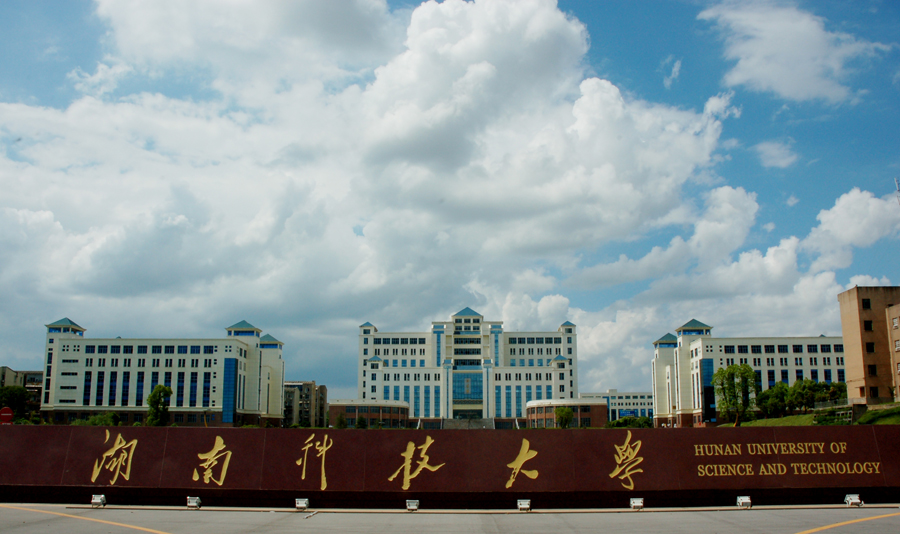 湖南科技大學
HUNAN UNIVERSITY OF
SCIENCE AND TECHNOLOGY